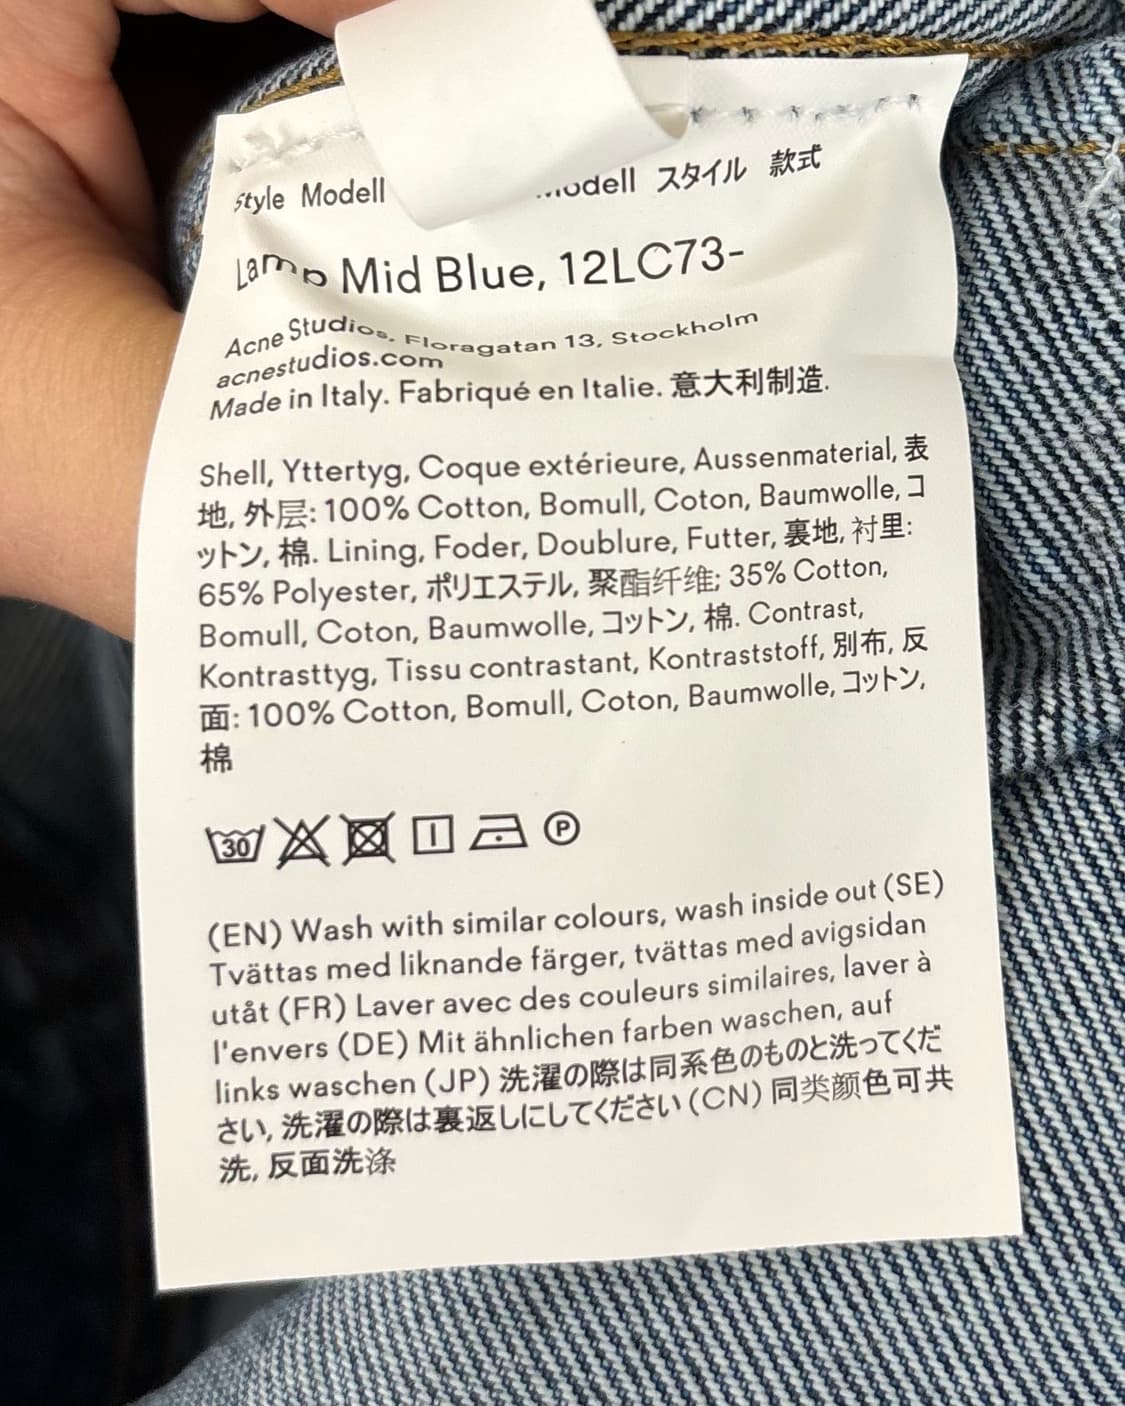 Style Modell Modell スタイル 款式
Lamp Mid Blue, 12LC73-
Acne Studios, Floragatan 13, Stockholm
acnestudios.com
Made in Italy. Fabriqué en Italie. 意大利制造.
Shell, Yttertyg, Coque extérieure, Aussenmaterial, 表
地, 外层: 100% Cotton, Bomull, Coton, Baumwolle, コ
ットン, 棉. Lining, Foder, Doublure, Futter, 裏地, 衬里:
65% Polyester, ポリエステル, 聚酯纤维; 35% Cotton,
Bomull, Coton, Baumwolle, コットン, 棉. Contrast,
Kontrasttyg, Tissu contrastant, Kontraststoff, 別布, 反
面: 100% Cotton, Bomull, Coton, Baumwolle, コットン,
棉
30 P
(EN) Wash with similar colours, wash inside out (SE)
Tvättas med liknande färger, tvättas med avigsidan
utåt (FR) Laver avec des couleurs similaires, laver à
l'envers (DE) Mit ähnlichen farben waschen, auf
links waschen (JP) 洗濯の際は同系色のものと洗ってくだ
さい, 洗濯の際は裏返しにしてください (CN) 同类颜色可共
洗, 反面洗涤